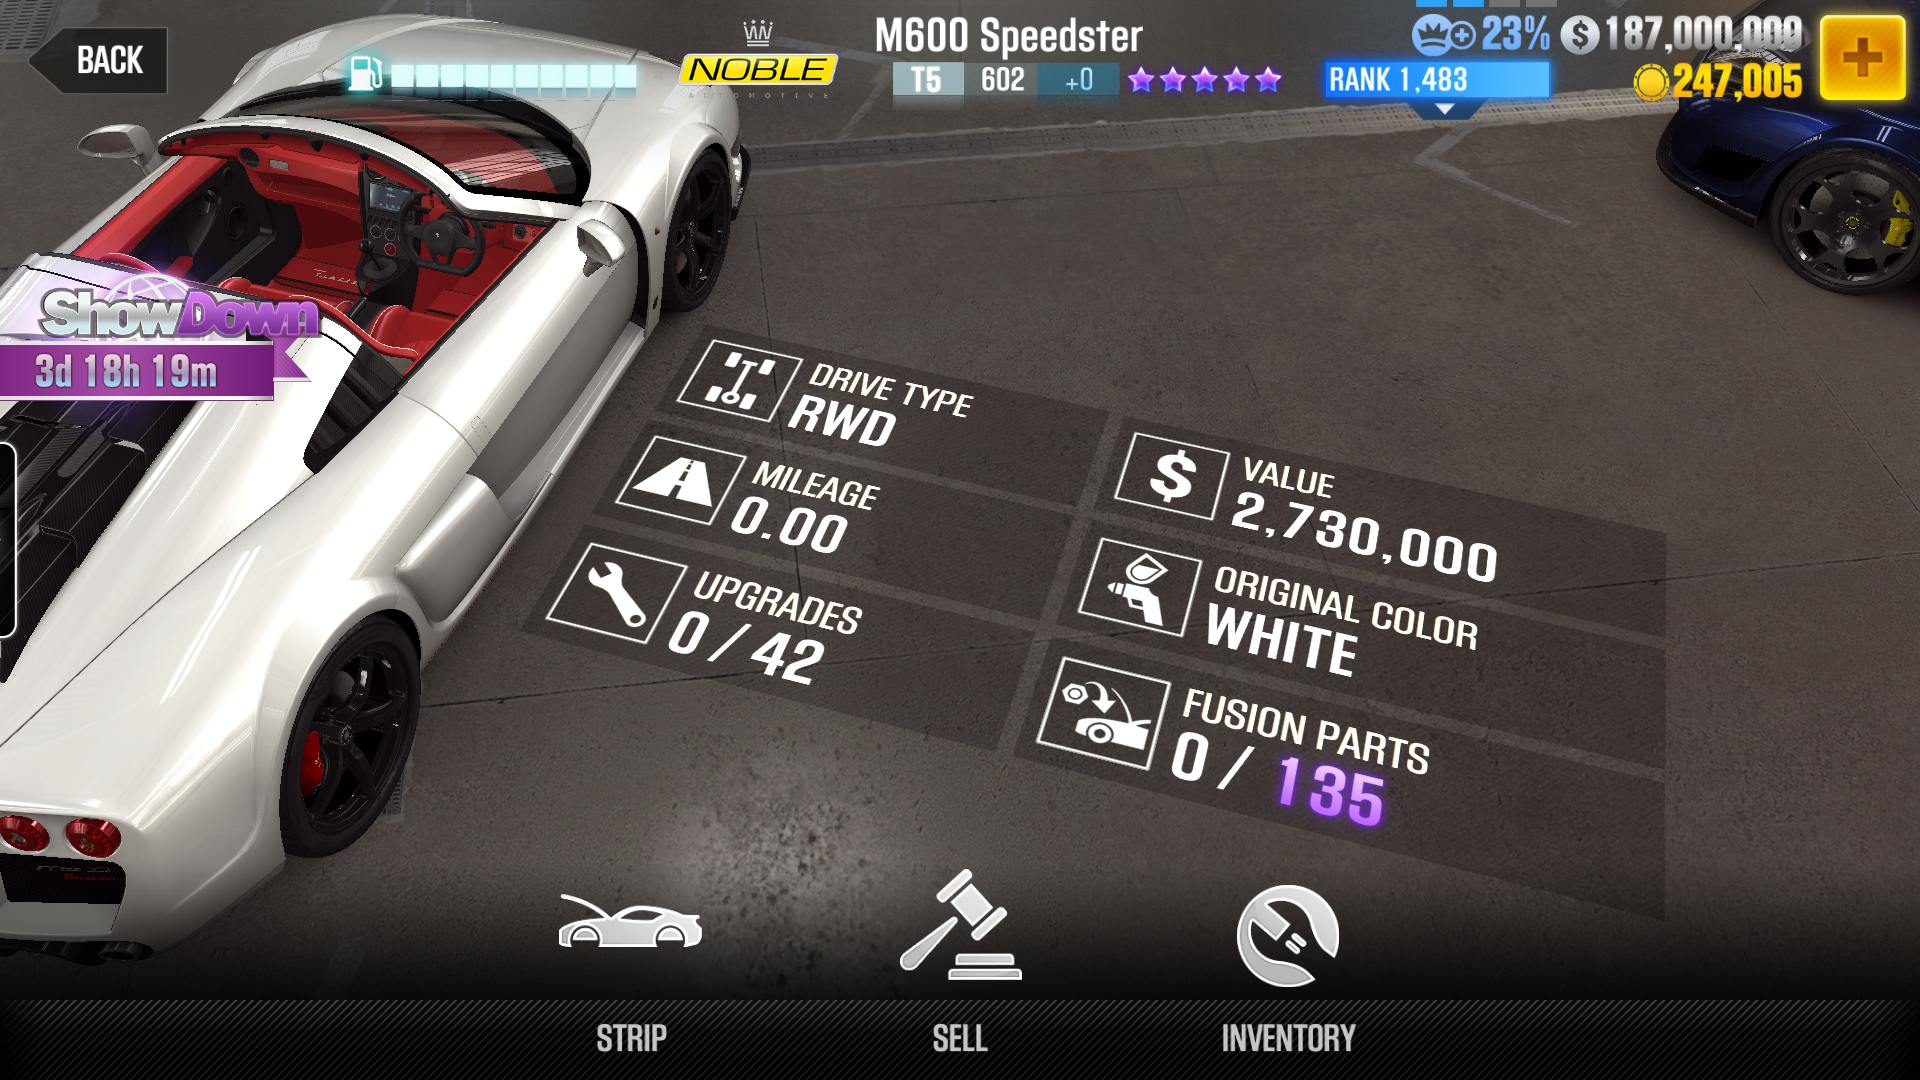 BACK
NOBLE
AUTOMOTIVE
M600 Speedster
T5 602 +0
23%
187,000,009
RANK 1,483
247,005
ShowDown
3d 18h 19m
DRIVE TYPE
RWD
MILEAGE
0.00
UPGRADES
0 / 42
VALUE
2,730,000
ORIGINAL COLOR
WHITE
FUSION PARTS
0 / 135
STRIP
SELL
INVENTORY